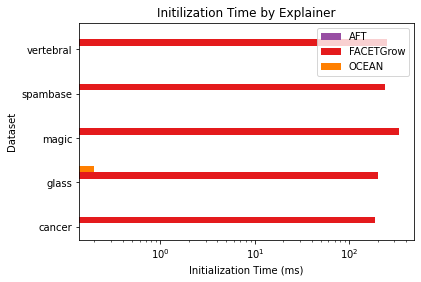 Initilization Time by Explainer
AFT
FACETGrow
OCEAN
vertebral
spambase
magic
glass
cancer
Dataset
10⁰
10¹
10²
Initialization Time (ms)